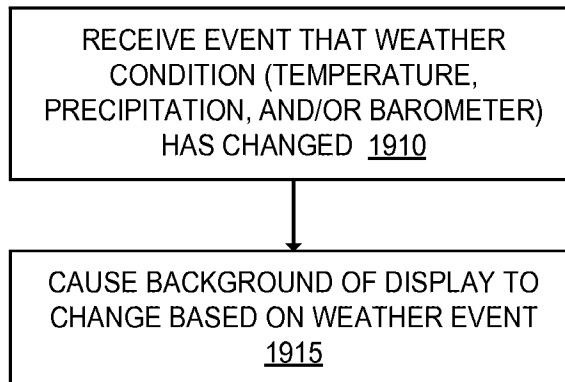 RECEIVE EVENT THAT WEATHER
CONDITION (TEMPERATURE,
PRECIPITATION, AND/OR BAROMETER)
HAS CHANGED 1910
CAUSE BACKGROUND OF DISPLAY TO
CHANGE BASED ON WEATHER EVENT
1915